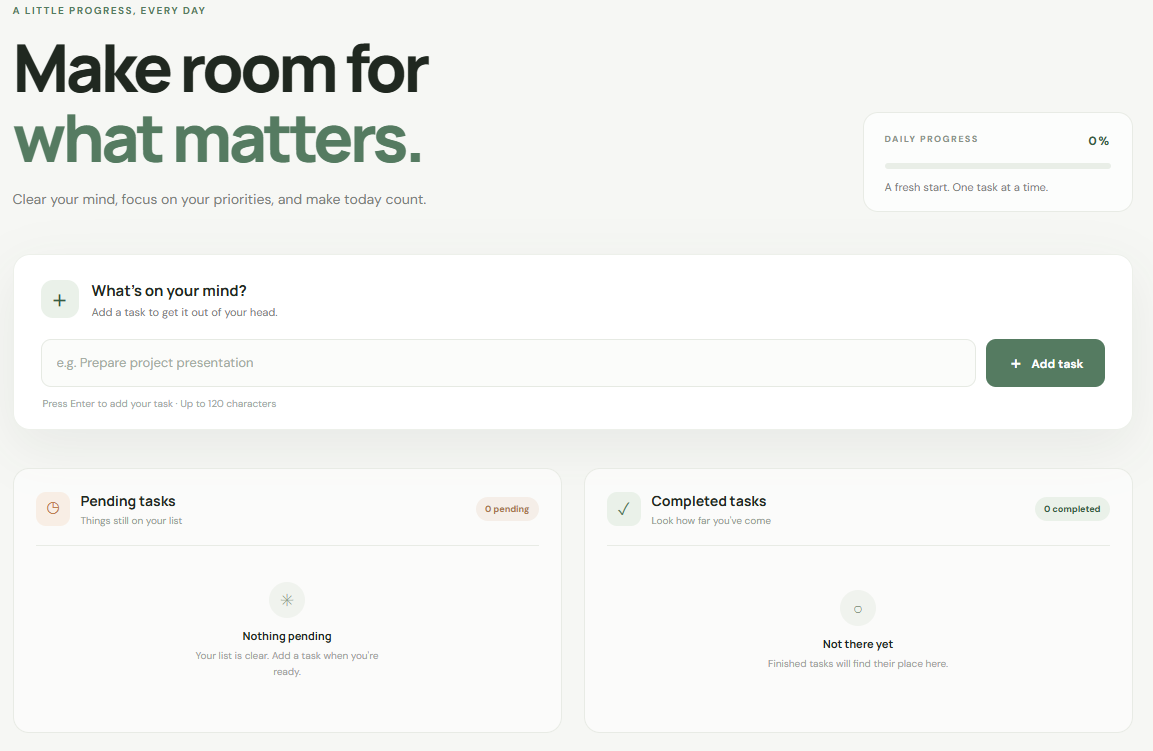 A LITTLE PROGRESS, EVERY DAY
Make room for
what matters.
Clear your mind, focus on your priorities, and make today count.
DAILY PROGRESS
0%
A fresh start. One task at a time.
What's on your mind?
Add a task to get it out of your head.
e.g. Prepare project presentation
+ Add task
Press Enter to add your task · Up to 120 characters
Pending tasks
Things still on your list
0 pending
Nothing pending
Your list is clear. Add a task when you're
ready.
Completed tasks
Look how far you've come
0 completed
Not there yet
Finished tasks will find their place here.